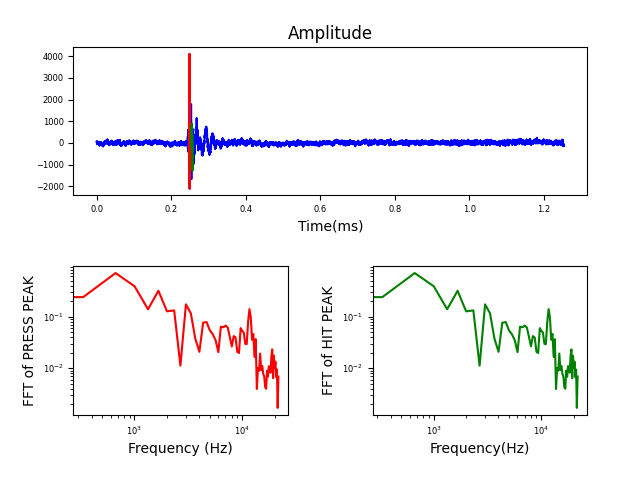 Amplitude
4000
3000
2000
1000
0
−1000
−2000
0.0 0.2 0.4 0.6 0.8 1.0 1.2
Time(ms)
FFT of PRESS PEAK
10⁻¹
10⁻²
10³ 10⁴
Frequency (Hz)
FFT of HIT PEAK
10⁻¹
10⁻²
10³ 10⁴
Frequency(Hz)